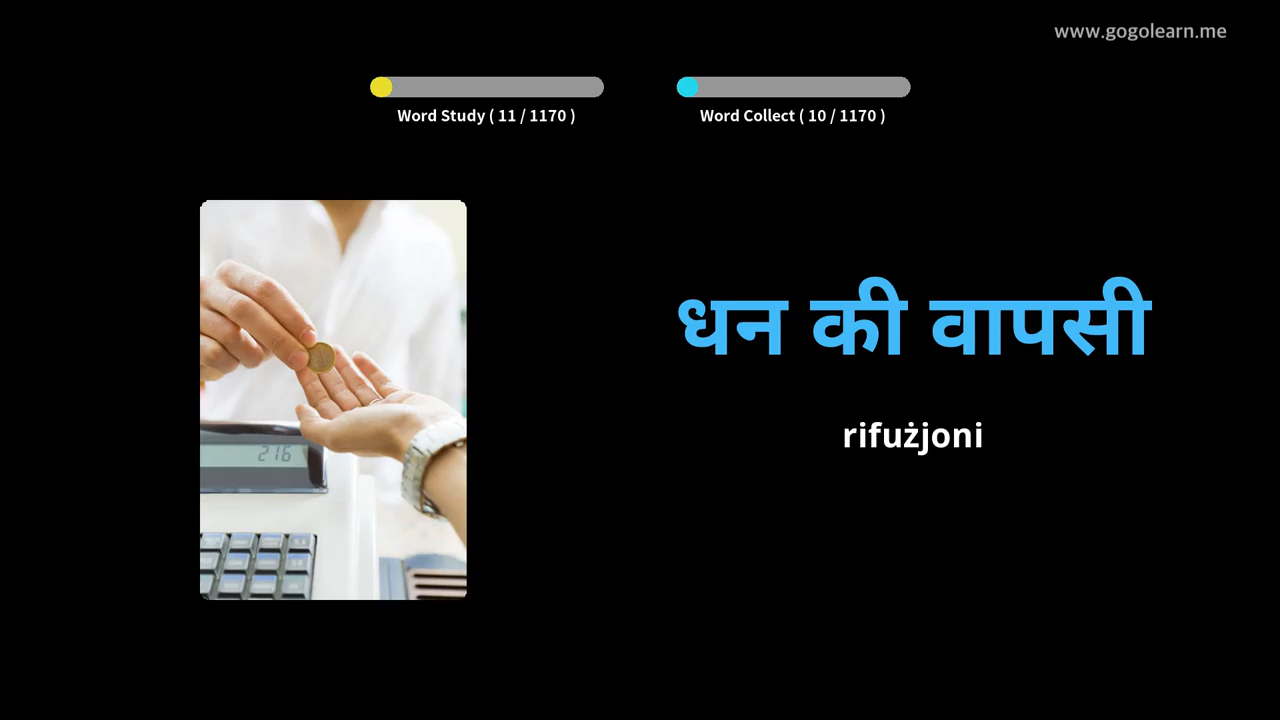 www.gogolearn.me
Word Study ( 11 / 1170 )
Word Collect ( 10 / 1170 )
धन की वापसी
rifużjoni
216